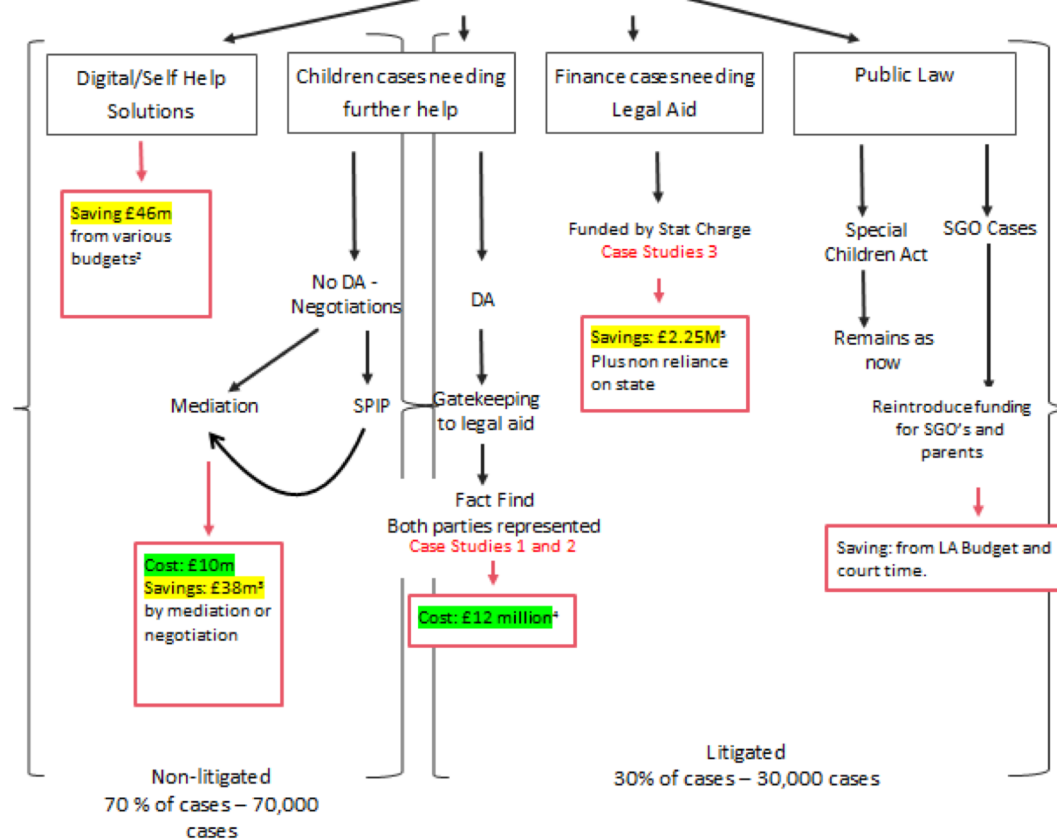 Digital/Self Help
Solutions
Children cases needing
further help
Finance cases needing
Legal Aid
Public Law
Saving £46m
from various
budgets²
No DA -
Negotiations
DA
Funded by Stat Charge
Case Studies 3
Special
Children Act
SGO Cases
Savings: £2.25M⁵
Plus non reliance
on state
Remains as
now
Mediation
SPIP
Gatekeeping
to legal aid
Reintroduce funding
for SGO's and
parents
Fact Find
Both parties represented
Case Studies 1 and 2
Cost: £10m
Savings: £38m³
by mediation or
negotiation
Cost: £12 million⁴
Saving: from LA Budget and
court time.
Non-litigated
70 % of cases – 70,000
cases
Litigated
30% of cases – 30,000 cases